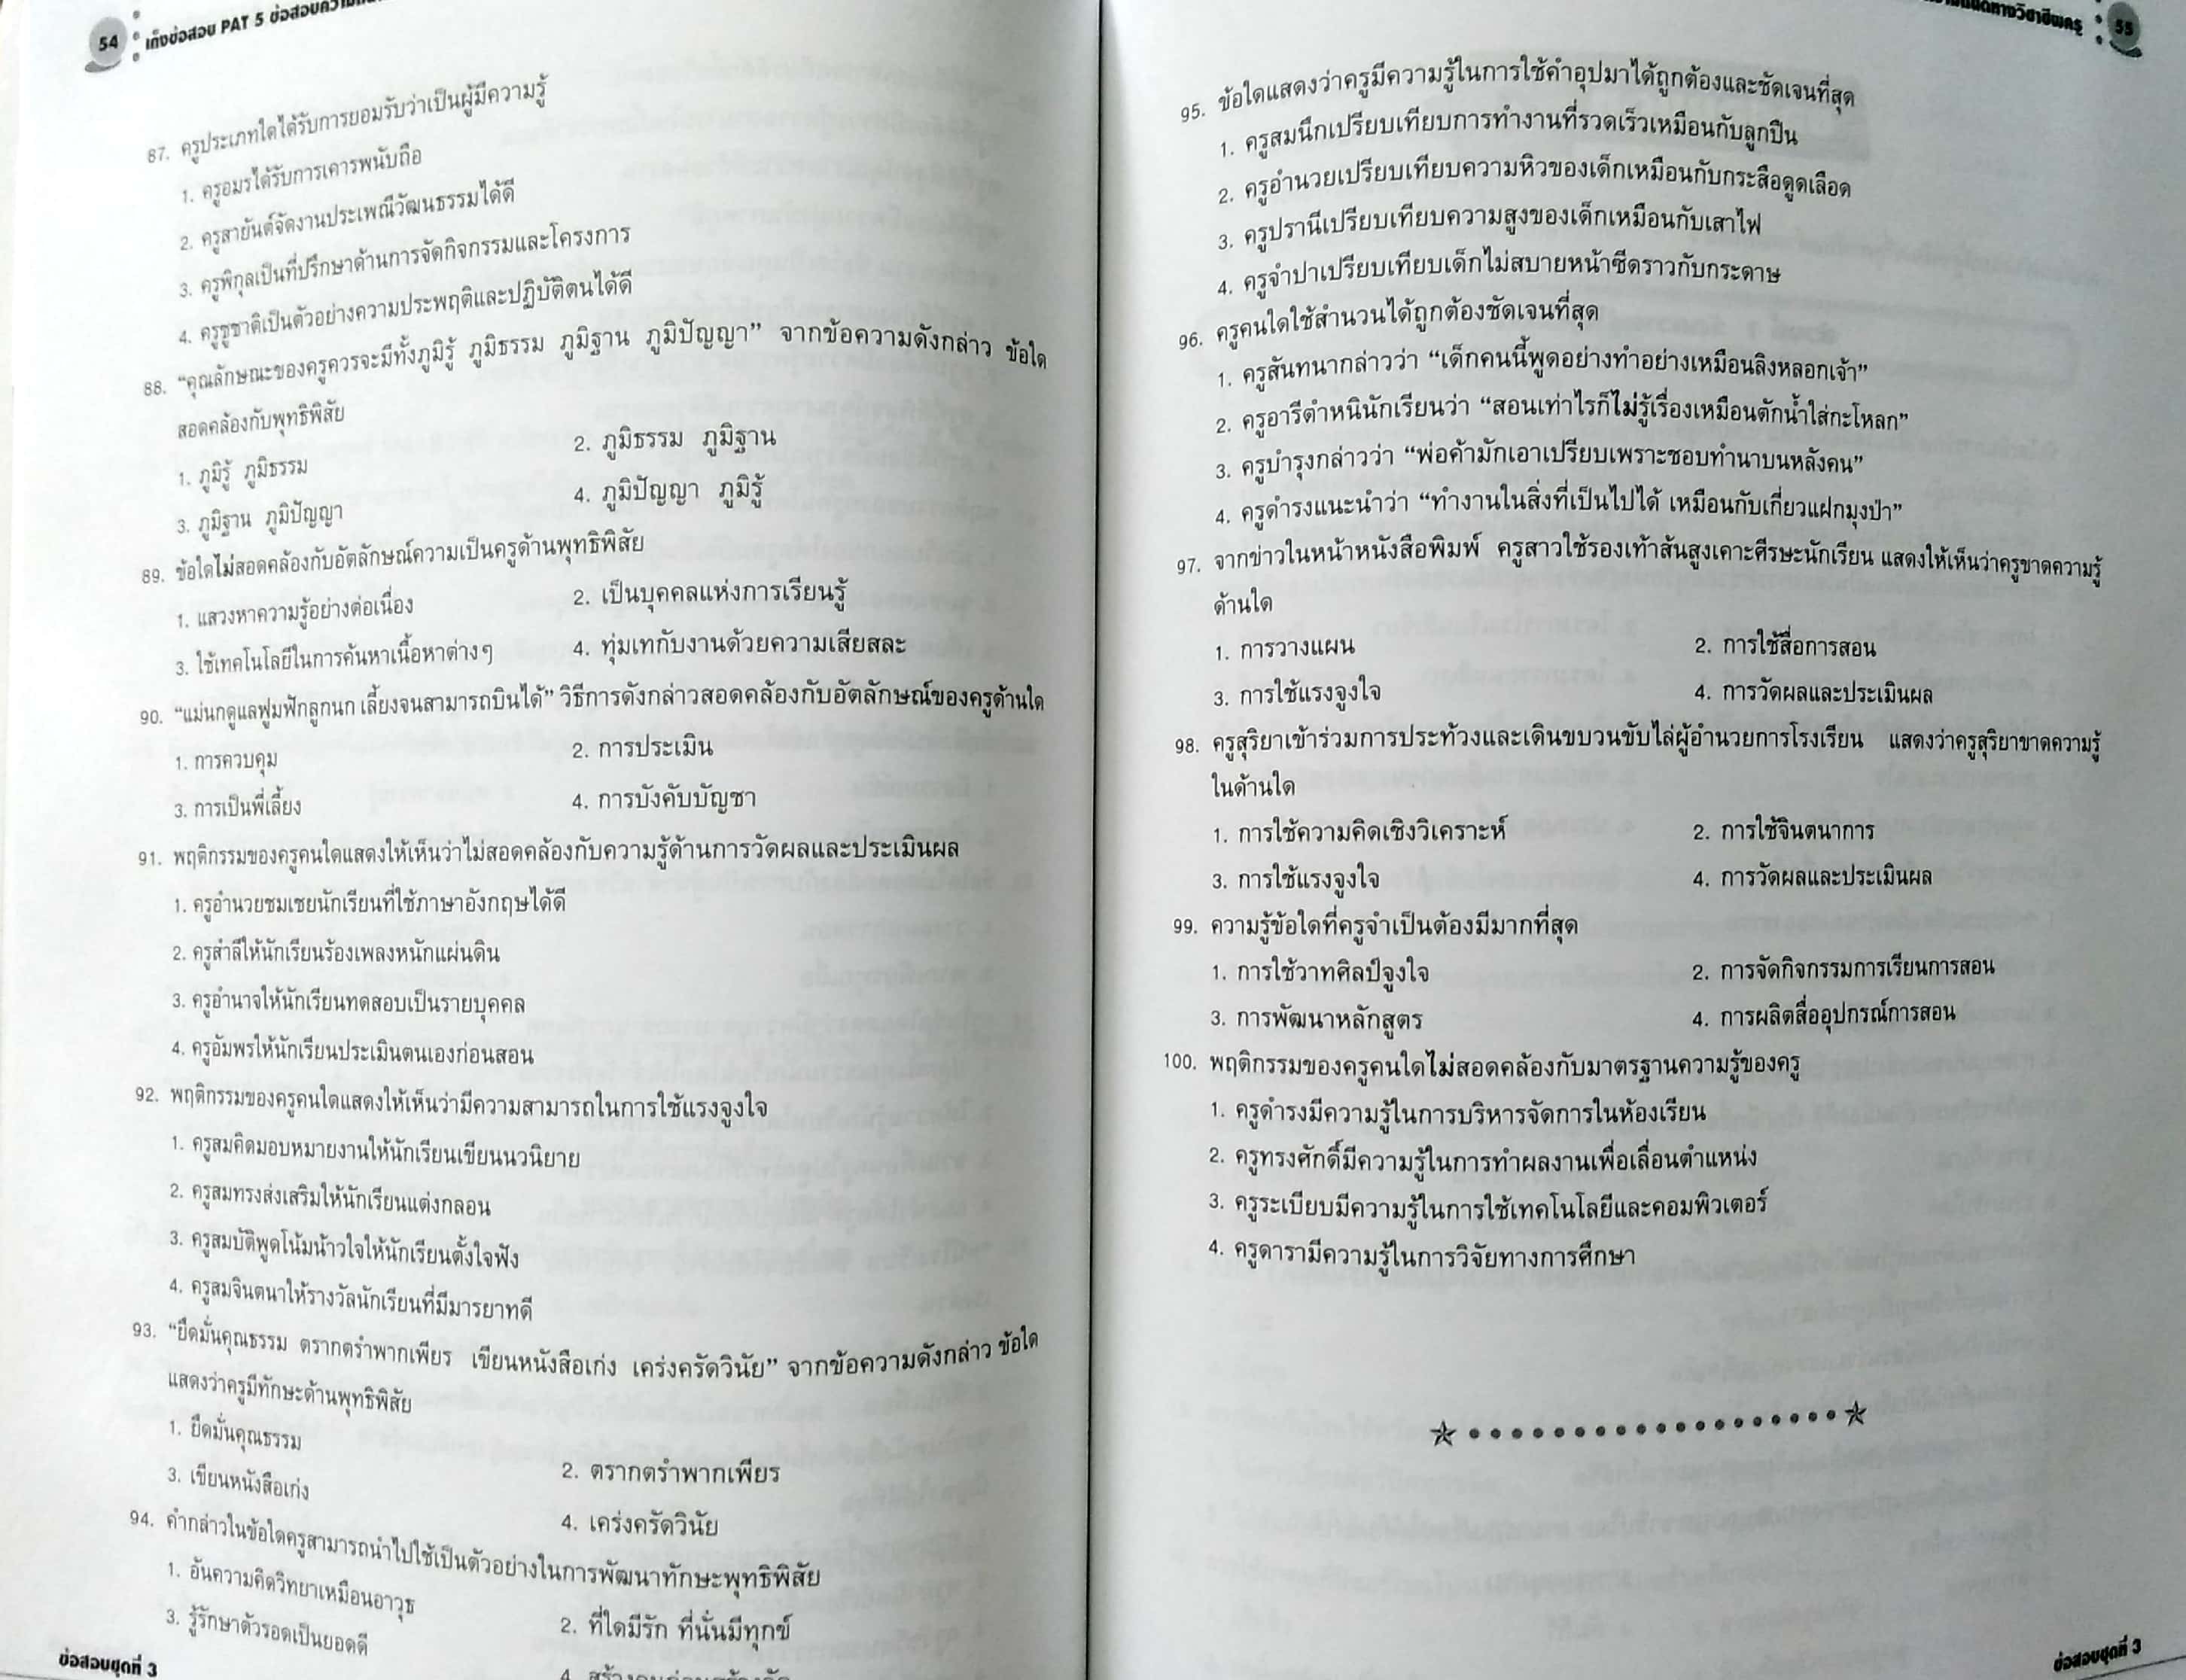 54 เก็งข้อสอบ PAT 5
87. ครูประเภทใดได้รับการยอมรับว่าเป็นผู้มีความรู้
1. ครูอมรได้รับการเคารพนับถือ
2. ครูสายันต์จัดงานประเพณีวัฒนธรรมได้ดี
3. ครูพิกุลเป็นที่ปรึกษาด้านการจัดกิจกรรมและโครงการ
4. ครูชูชาติเป็นตัวอย่างความประพฤติและปฏิบัติตนได้ดี
88. “คุณลักษณะของครูควรจะมีทั้งภูมิรู้ ภูมิธรรม ภูมิฐาน ภูมิปัญญา” จากข้อความดังกล่าว ข้อใด
สอดคล้องกับพุทธิพิสัย
1. ภูมิรู้ ภูมิธรรม 2. ภูมิธรรม ภูมิฐาน
3. ภูมิฐาน ภูมิปัญญา 4. ภูมิปัญญา ภูมิรู้
89. ข้อใดไม่สอดคล้องกับอัตลักษณ์ความเป็นครูด้านพุทธิพิสัย
1. แสวงหาความรู้อย่างต่อเนื่อง 2. เป็นบุคคลแห่งการเรียนรู้
3. ใช้เทคโนโลยีในการค้นหาเนื้อหาต่างๆ 4. ทุ่มเทกับงานด้วยความเสียสละ
90. “แม่นกดูแลฟูมฟักลูกนก เลี้ยงจนสามารถบินได้” วิธีการดังกล่าวสอดคล้องกับอัตลักษณ์ของครูด้านใด
1. การควบคุม 2. การประเมิน
3. การเป็นพี่เลี้ยง 4. การบังคับบัญชา
91. พฤติกรรมของครูคนใดแสดงให้เห็นว่าไม่สอดคล้องกับความรู้ด้านการวัดผลและประเมินผล
1. ครูอำนวยชมเชยนักเรียนที่ใช้ภาษาอังกฤษได้ดี
2. ครูสำลีให้นักเรียนร้องเพลงหนักแผ่นดิน
3. ครูอำนาจให้นักเรียนทดสอบเป็นรายบุคคล
4. ครูอัมพรให้นักเรียนประเมินตนเองก่อนสอน
92. พฤติกรรมของครูคนใดแสดงให้เห็นว่ามีความสามารถในการใช้แรงจูงใจ
1. ครูสมคิดมอบหมายงานให้นักเรียนเขียนนวนิยาย
2. ครูสมทรงส่งเสริมให้นักเรียนแต่งกลอน
3. ครูสมบัติพูดโน้มน้าวใจให้นักเรียนตั้งใจฟัง
4. ครูสมจินตนาให้รางวัลนักเรียนที่มีมารยาทดี
93. “ยึดมั่นคุณธรรม ตรากตรำพากเพียร เขียนหนังสือเก่ง เคร่งครัดวินัย” จากข้อความดังกล่าว ข้อใด
แสดงว่าครูมีทักษะด้านพุทธิพิสัย
1. ยึดมั่นคุณธรรม 2. ตรากตรำพากเพียร
3. เขียนหนังสือเก่ง 4. เคร่งครัดวินัย
94. คำกล่าวในข้อใดครูสามารถนำไปใช้เป็นตัวอย่างในการพัฒนาทักษะพุทธิพิสัย
1. อันความคิดวิทยาเหมือนอาวุธ 2. ที่ใดมีรัก ที่นั่นมีทุกข์
3. รู้รักษาตัวรอดเป็นยอดดี 4.
ข้อสอบชุดที่ 3
55
95. ข้อใดแสดงว่าครูมีความรู้ในการใช้คำอุปมาได้ถูกต้องและชัดเจนที่สุด
1. ครูสมนึกเปรียบเทียบการทำงานที่รวดเร็วเหมือนกับลูกปืน
2. ครูอำนวยเปรียบเทียบความหิวของเด็กเหมือนกับกระสือดูดเลือด
3. ครูปรานีเปรียบเทียบความสูงของเด็กเหมือนกับเสาไฟ
4. ครูจำปาเปรียบเทียบเด็กไม่สบายหน้าซีดราวกับกระดาษ
96. ครูคนใดใช้สำนวนได้ถูกต้องชัดเจนที่สุด
1. ครูสันทนากล่าวว่า “เด็กคนนี้พูดอย่างทำอย่างเหมือนลิงหลอกเจ้า”
2. ครูอารีตำหนินักเรียนว่า “สอนเท่าไรก็ไม่รู้เรื่องเหมือนตักน้ำใส่กะโหลก”
3. ครูบำรุงกล่าวว่า “พ่อค้ามักเอาเปรียบเพราะชอบทำนาบนหลังคน”
4. ครูดำรงแนะนำว่า “ทำงานในสิ่งที่เป็นไปได้ เหมือนกับเกี่ยวแฝกมุงป่า”
97. จากข่าวในหน้าหนังสือพิมพ์ ครูสาวใช้รองเท้าส้นสูงเคาะศีรษะนักเรียน แสดงให้เห็นว่าครูขาดความรู้
ด้านใด
1. การวางแผน 2. การใช้สื่อการสอน
3. การใช้แรงจูงใจ 4. การวัดผลและประเมินผล
98. ครูสุริยาเข้าร่วมการประท้วงและเดินขบวนขับไล่ผู้อำนวยการโรงเรียน แสดงว่าครูสุริยาขาดความรู้
ในด้านใด
1. การใช้ความคิดเชิงวิเคราะห์ 2. การใช้จินตนาการ
3. การใช้แรงจูงใจ 4. การวัดผลและประเมินผล
99. ความรู้ข้อใดที่ครูจำเป็นต้องมีมากที่สุด
1. การใช้วาทศิลป์จูงใจ 2. การจัดกิจกรรมการเรียนการสอน
3. การพัฒนาหลักสูตร 4. การผลิตสื่ออุปกรณ์การสอน
100. พฤติกรรมของครูคนใดไม่สอดคล้องกับมาตรฐานความรู้ของครู
1. ครูดำรงมีความรู้ในการบริหารจัดการในห้องเรียน
2. ครูทรงศักดิ์มีความรู้ในการทำผลงานเพื่อเลื่อนตำแหน่ง
3. ครูระเบียบมีความรู้ในการใช้เทคโนโลยีและคอมพิวเตอร์
4. ครูดารามีความรู้ในการวิจัยทางการศึกษา
ข้อสอบชุดที่ 3